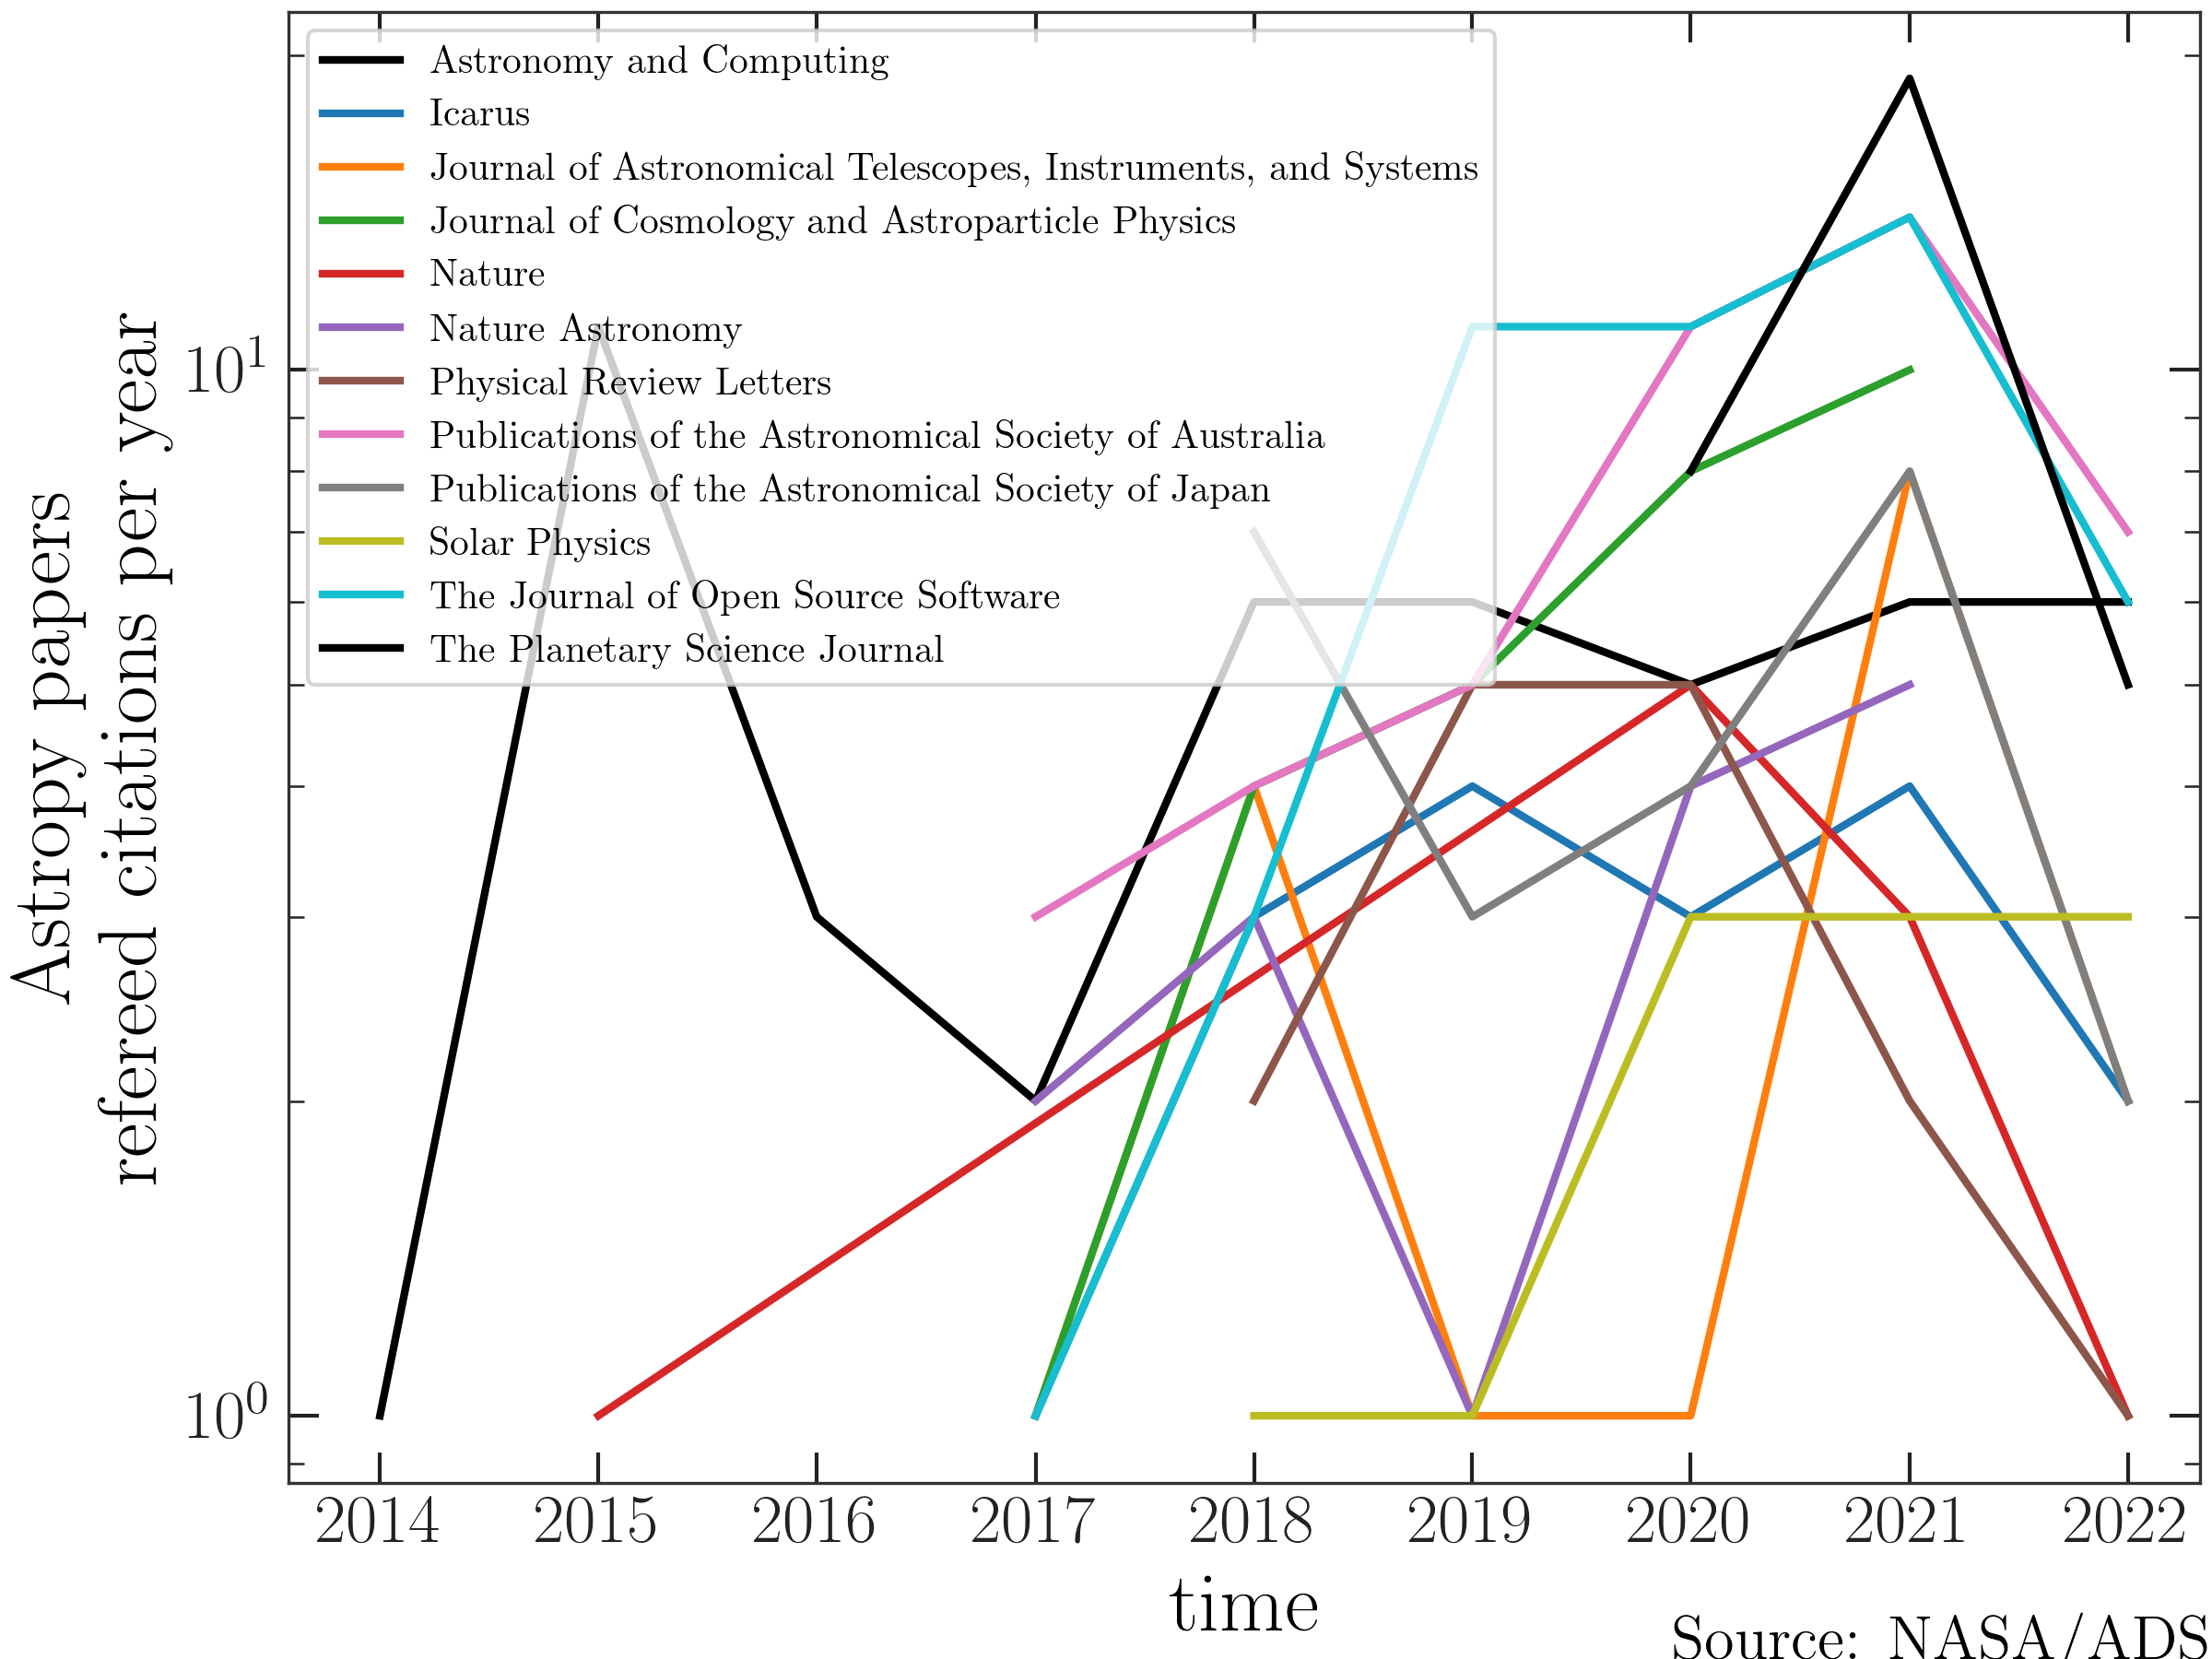 Astropy papers
refereed citations per year
10^1
10^0
Astronomy and Computing
Icarus
Journal of Astronomical Telescopes, Instruments, and Systems
Journal of Cosmology and Astroparticle Physics
Nature
Nature Astronomy
Physical Review Letters
Publications of the Astronomical Society of Australia
Publications of the Astronomical Society of Japan
Solar Physics
The Journal of Open Source Software
The Planetary Science Journal
2014 2015 2016 2017 2018 2019 2020 2021 2022
time
Source: NASA/ADS